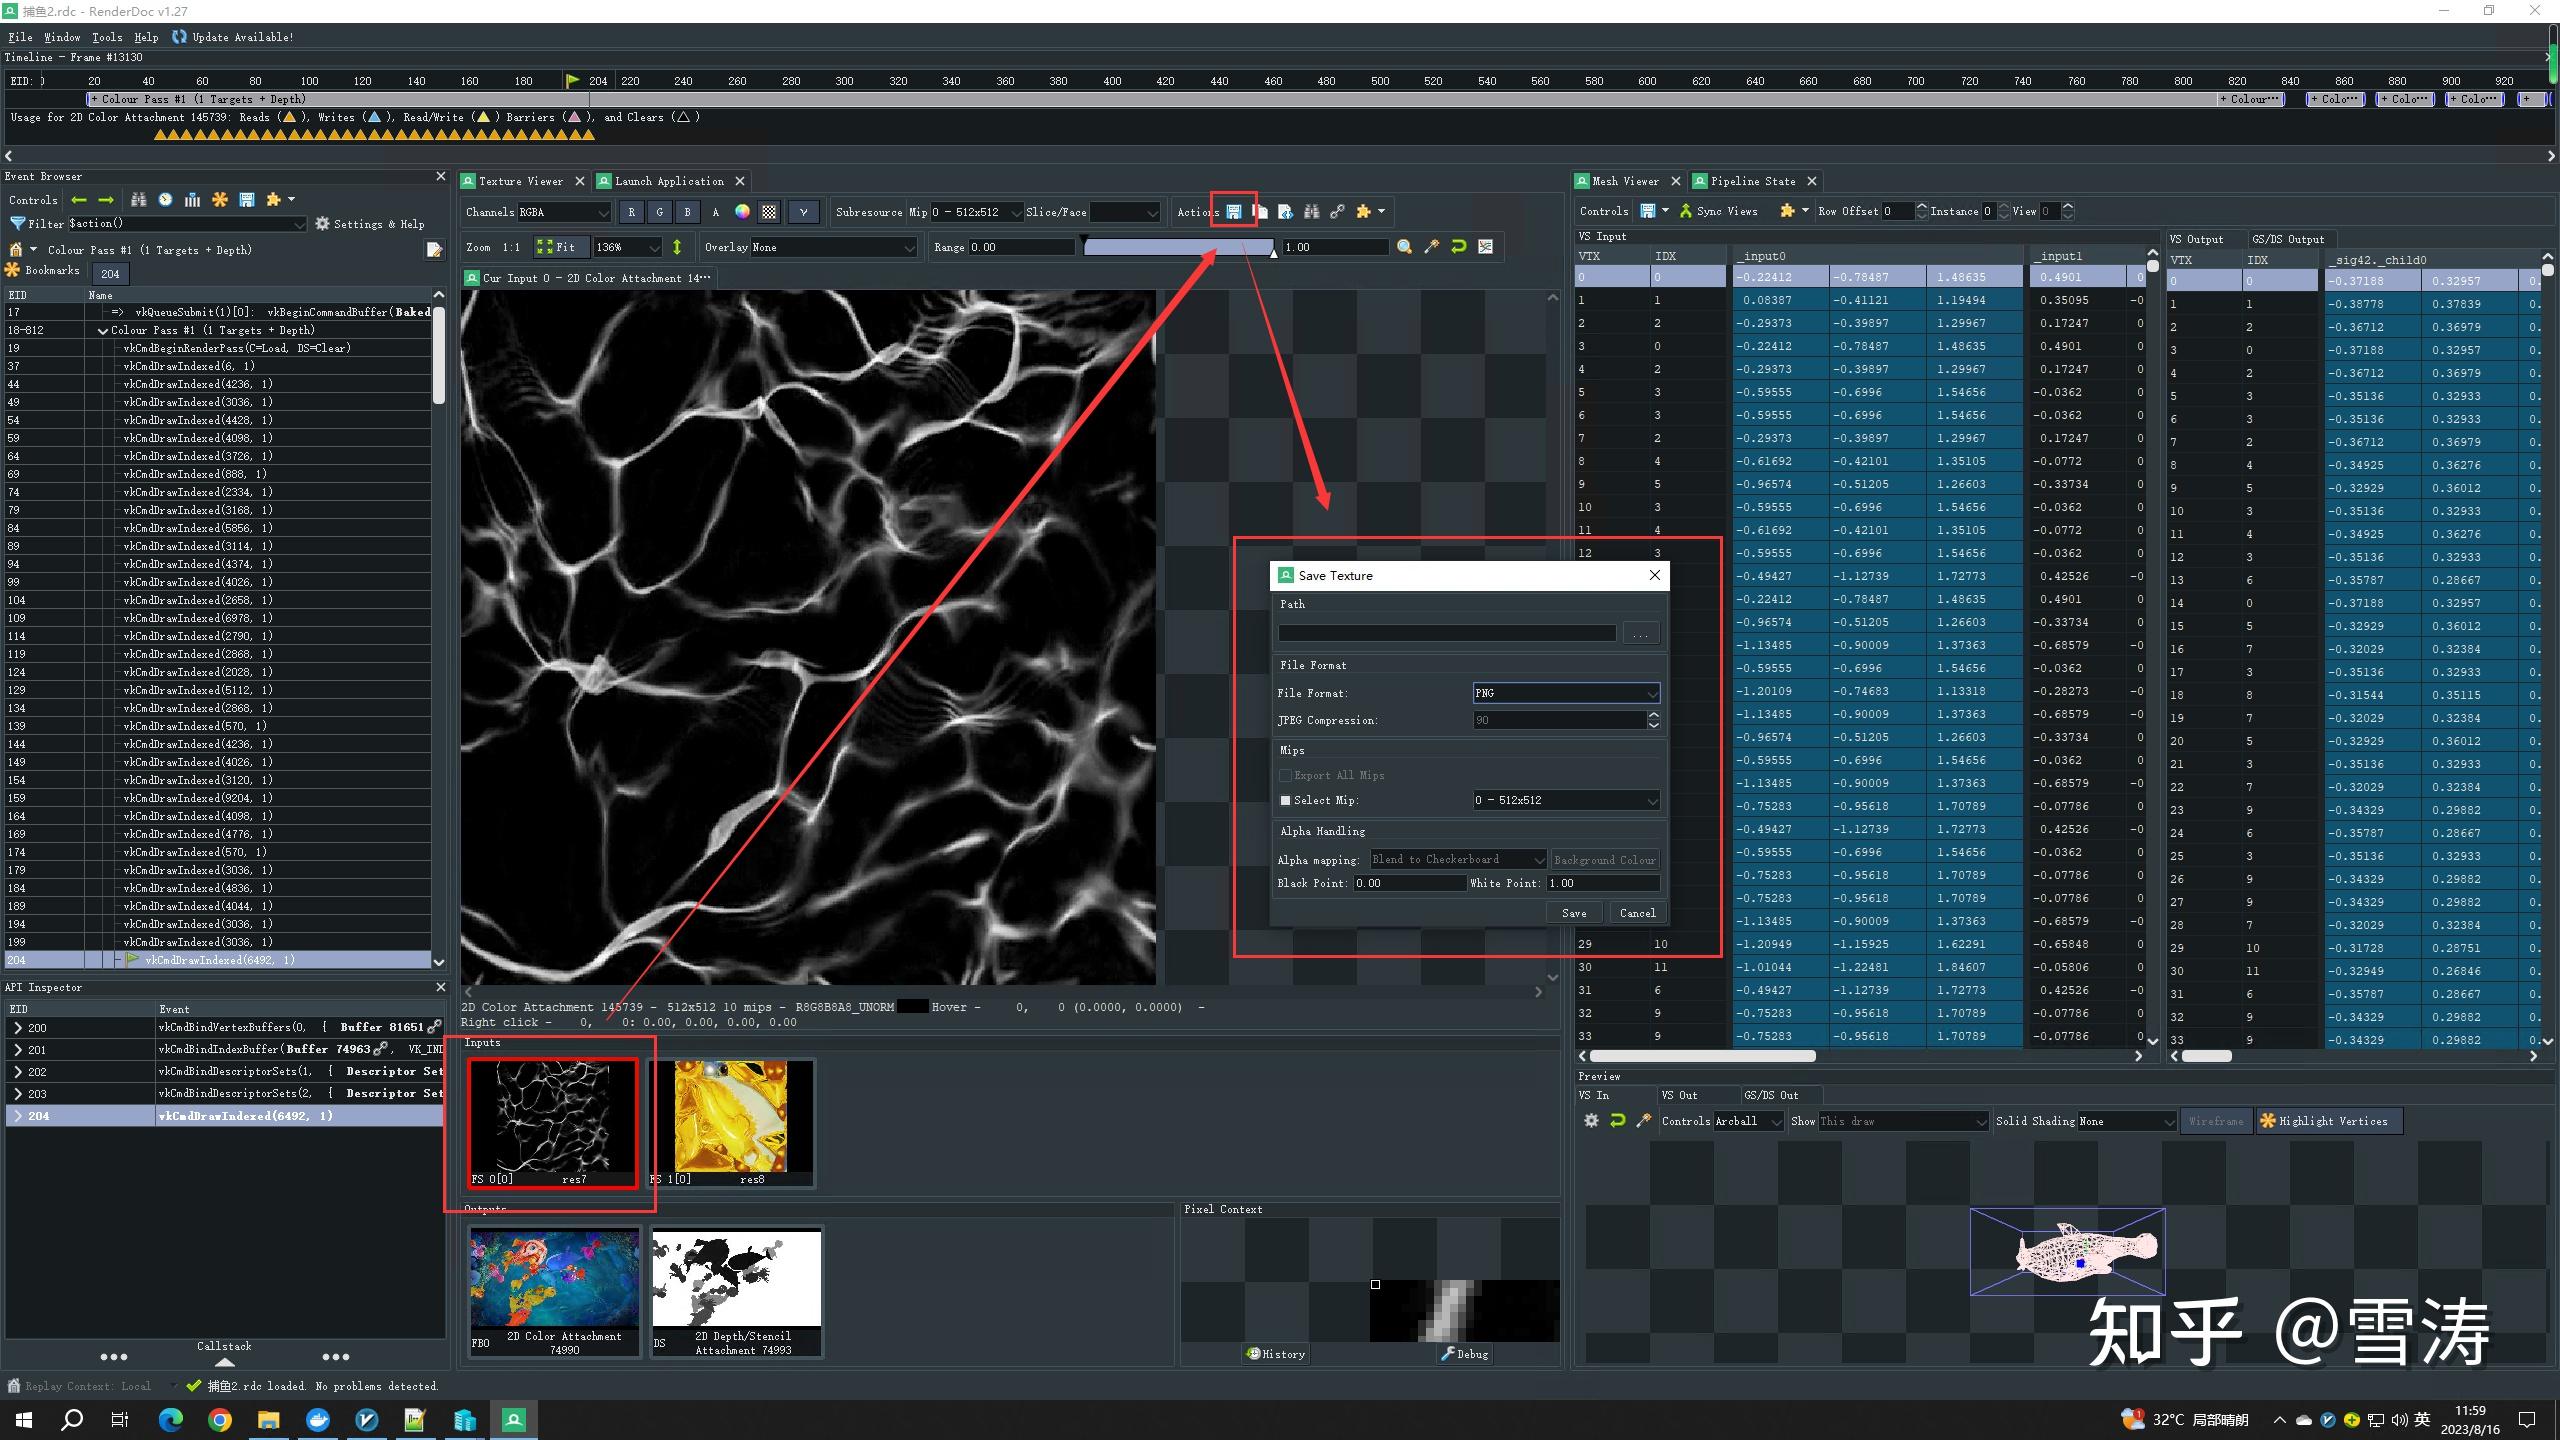 捕鱼2.rdc - RenderDoc v1.27
File Window Tools Help Update Available!
Timeline - Frame #13130
EID: 0 20 40 60 80 100 120 140 160 180 204 220 240 260 280 300 320 340 360 380 400 420 440 460 480 500 520 540 560 580 600 620 640 660 680 700 720 740 760 780 800 820 840 860 880 900 920
+ Colour Pass #1 (1 Targets + Depth) + Colour··· + Colo··· + Colo··· + Colo··· +
Usage for 2D Color Attachment 145739: Reads ( ), Writes ( ), Read/Write ( ) Barriers ( ), and Clears ( )
Event Browser
Controls
Filter $action() Settings & Help
Colour Pass #1 (1 Targets + Depth)
Bookmarks 204
EID Name
17 => vkQueueSubmit(1)[0]: vkBeginCommandBuffer(Baked
18-812 Colour Pass #1 (1 Targets + Depth)
19 vkCmdBeginRenderPass(C=Load, DS=Clear)
37 vkCmdDrawIndexed(6, 1)
44 vkCmdDrawIndexed(4236, 1)
49 vkCmdDrawIndexed(3036, 1)
54 vkCmdDrawIndexed(4428, 1)
59 vkCmdDrawIndexed(4098, 1)
64 vkCmdDrawIndexed(3726, 1)
69 vkCmdDrawIndexed(888, 1)
74 vkCmdDrawIndexed(2334, 1)
79 vkCmdDrawIndexed(3168, 1)
84 vkCmdDrawIndexed(5856, 1)
89 vkCmdDrawIndexed(3114, 1)
94 vkCmdDrawIndexed(4374, 1)
99 vkCmdDrawIndexed(4026, 1)
104 vkCmdDrawIndexed(2658, 1)
109 vkCmdDrawIndexed(6978, 1)
114 vkCmdDrawIndexed(2790, 1)
119 vkCmdDrawIndexed(2868, 1)
124 vkCmdDrawIndexed(2028, 1)
129 vkCmdDrawIndexed(5112, 1)
134 vkCmdDrawIndexed(2868, 1)
139 vkCmdDrawIndexed(570, 1)
144 vkCmdDrawIndexed(4236, 1)
149 vkCmdDrawIndexed(4026, 1)
154 vkCmdDrawIndexed(3120, 1)
159 vkCmdDrawIndexed(9204, 1)
164 vkCmdDrawIndexed(4098, 1)
169 vkCmdDrawIndexed(4776, 1)
174 vkCmdDrawIndexed(570, 1)
179 vkCmdDrawIndexed(3036, 1)
184 vkCmdDrawIndexed(4836, 1)
189 vkCmdDrawIndexed(4044, 1)
194 vkCmdDrawIndexed(3036, 1)
199 vkCmdDrawIndexed(3036, 1)
204 vkCmdDrawIndexed(6492, 1)
API Inspector
EID Event
200 vkCmdBindVertexBuffers(0, { Buffer 81651
201 vkCmdBindIndexBuffer(Buffer 74963 , VK_IND
202 vkCmdBindDescriptorSets(1, { Descriptor Set
203 vkCmdBindDescriptorSets(2, { Descriptor Set
204 vkCmdDrawIndexed(6492, 1)
Callstack
Texture Viewer Launch Application
Channels RGBA R G B A γ Subresource Mip 0 - 512x512 Slice/Face Actions
Zoom 1:1 Fit 136% Overlay None Range 0.00 1.00
Cur Input 0 - 2D Color Attachment 14···
Save Texture
Path
...
File Format
File Format: PNG
JPEG Compression: 90
Mips
Export All Mips
Select Mip: 0 - 512x512
Alpha Handling
Alpha mapping: Blend to Checkerboard Background Colour
Black Point: 0.00 White Point: 1.00
Save Cancel
2D Color Attachment 145739 - 512x512 10 mips - R8G8B8A8_UNORM Hover - 0, 0 (0.0000, 0.0000) -
Right click - 0, 0: 0.00, 0.00, 0.00, 0.00
Inputs
FS 0[0] res7
FS 1[0] res8
Outputs
FBO 2D Color Attachment 74990
DS 2D Depth/Stencil Attachment 74993
Pixel Context
History Debug
Mesh Viewer Pipeline State
Controls Sync Views Row Offset 0 Instance 0 View 0
VS Input
VTX IDX _input0 _input1
0 0 -0.22412 -0.78487 1.48635 0.4901 0
1 1 0.08387 -0.41121 1.19494 0.35095 -0
2 2 -0.29373 -0.39897 1.29967 0.17247 0
3 0 -0.22412 -0.78487 1.48635 0.4901 0
4 2 -0.29373 -0.39897 1.29967 0.17247 0
5 3 -0.59555 -0.6996 1.54656 -0.0362 0
6 3 -0.59555 -0.6996 1.54656 -0.0362 0
7 2 -0.29373 -0.39897 1.29967 0.17247 0
8 4 -0.61692 -0.42101 1.35105 -0.0772 0
9 5 -0.96574 -0.51205 1.26603 -0.33734 0
10 3 -0.59555 -0.6996 1.54656 -0.0362 0
11 4 -0.61692 -0.42101 1.35105 -0.0772 0
12 3 -0.59555 -0.6996 1.54656 -0.0362 0
-0.49427 -1.12739 1.72773 0.42526 -0
-0.22412 -0.78487 1.48635 0.4901 0
-0.96574 -0.51205 1.26603 -0.33734 0
-1.13485 -0.90009 1.37363 -0.68579 -0
-0.59555 -0.6996 1.54656 -0.0362 0
-1.20109 -0.74683 1.13318 -0.28273 -0
-1.13485 -0.90009 1.37363 -0.68579 -0
-0.96574 -0.51205 1.26603 -0.33734 0
-0.59555 -0.6996 1.54656 -0.0362 0
-1.13485 -0.90009 1.37363 -0.68579 -0
-0.75283 -0.95618 1.70789 -0.07786 0
-0.49427 -1.12739 1.72773 0.42526 -0
-0.59555 -0.6996 1.54656 -0.0362 0
-0.75283 -0.95618 1.70789 -0.07786 0
-0.75283 -0.95618 1.70789 -0.07786 0
-1.13485 -0.90009 1.37363 -0.68579 -0
29 10 -1.20949 -1.15925 1.62291 -0.65848 0
30 11 -1.01044 -1.22481 1.84607 -0.05806 0
31 6 -0.49427 -1.12739 1.72773 0.42526 -0
32 9 -0.75283 -0.95618 1.70789 -0.07786 0
33 9 -0.75283 -0.95618 1.70789 -0.07786 0
VS Output GS/DS Output
VTX IDX _sig42._child0
0 0 -0.37188 0.32957 0.
1 1 -0.38778 0.37839 0.
2 2 -0.36712 0.36979 0.
3 0 -0.37188 0.32957 0.
4 2 -0.36712 0.36979 0.
5 3 -0.35136 0.32933 0.
6 3 -0.35136 0.32933 0.
7 2 -0.36712 0.36979 0.
8 4 -0.34925 0.36276 0.
9 5 -0.32929 0.36012 0.
10 3 -0.35136 0.32933 0.
11 4 -0.34925 0.36276 0.
12 3 -0.35136 0.32933 0.
13 6 -0.35787 0.28667 0.
14 0 -0.37188 0.32957 0.
15 5 -0.32929 0.36012 0.
16 7 -0.32029 0.32384 0.
17 3 -0.35136 0.32933 0.
18 8 -0.31544 0.35115 0.
19 7 -0.32029 0.32384 0.
20 5 -0.32929 0.36012 0.
21 3 -0.35136 0.32933 0.
22 7 -0.32029 0.32384 0.
23 9 -0.34329 0.29882 0.
24 6 -0.35787 0.28667 0.
25 3 -0.35136 0.32933 0.
26 9 -0.34329 0.29882 0.
27 9 -0.34329 0.29882 0.
28 7 -0.32029 0.32384 0.
29 10 -0.31728 0.28751 0.
30 11 -0.32949 0.26846 0.
31 6 -0.35787 0.28667 0.
32 9 -0.34329 0.29882 0.
33 9 -0.34329 0.29882 0.
Preview
VS In VS Out GS/DS Out
Controls Arcball Show This draw Solid Shading None Wireframe Highlight Vertices
知乎 @雪涛
Replay Context: Local 捕鱼2.rdc loaded. No problems detected.
32°C 局部晴朗 英 11:59
2023/8/16